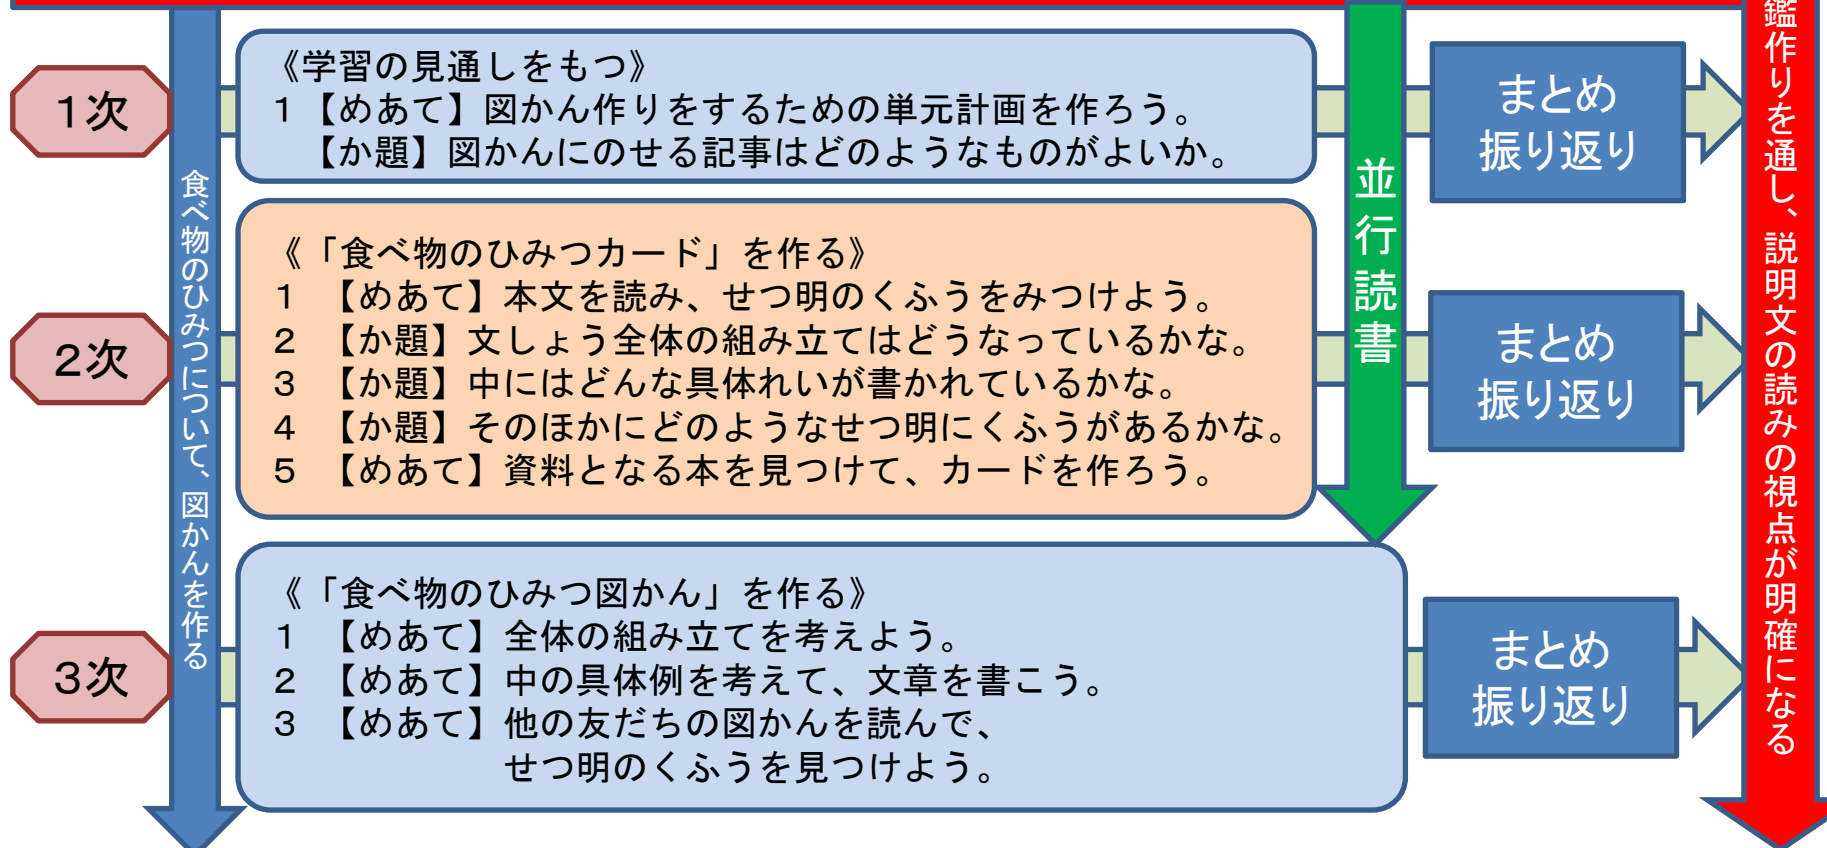 1次
《学習の見通しをもつ》
1【めあて】図かん作りをするための単元計画を作ろう。
【か題】図かんにのせる記事はどのようなものがよいか。
まとめ
振り返り
2次
《「食べ物のひみつカード」を作る》
1 【めあて】本文を読み、せつ明のくふうをみつけよう。
2 【か題】文しょう全体の組み立てはどうなっているかな。
3 【か題】中にはどんな具体れいが書かれているかな。
4 【か題】そのほかにどのようなせつ明にくふうがあるかな。
5 【めあて】資料となる本を見つけて、カードを作ろう。
まとめ
振り返り
3次
《「食べ物のひみつ図かん」を作る》
1 【めあて】全体の組み立てを考えよう。
2 【めあて】中の具体例を考えて、文章を書こう。
3 【めあて】他の友だちの図かんを読んで、
せつ明のくふうを見つけよう。
まとめ
振り返り
食べ物のひみつについて、図かんを作る
並行読書
鑑作りを通し、説明文の読みの視点が明確になる